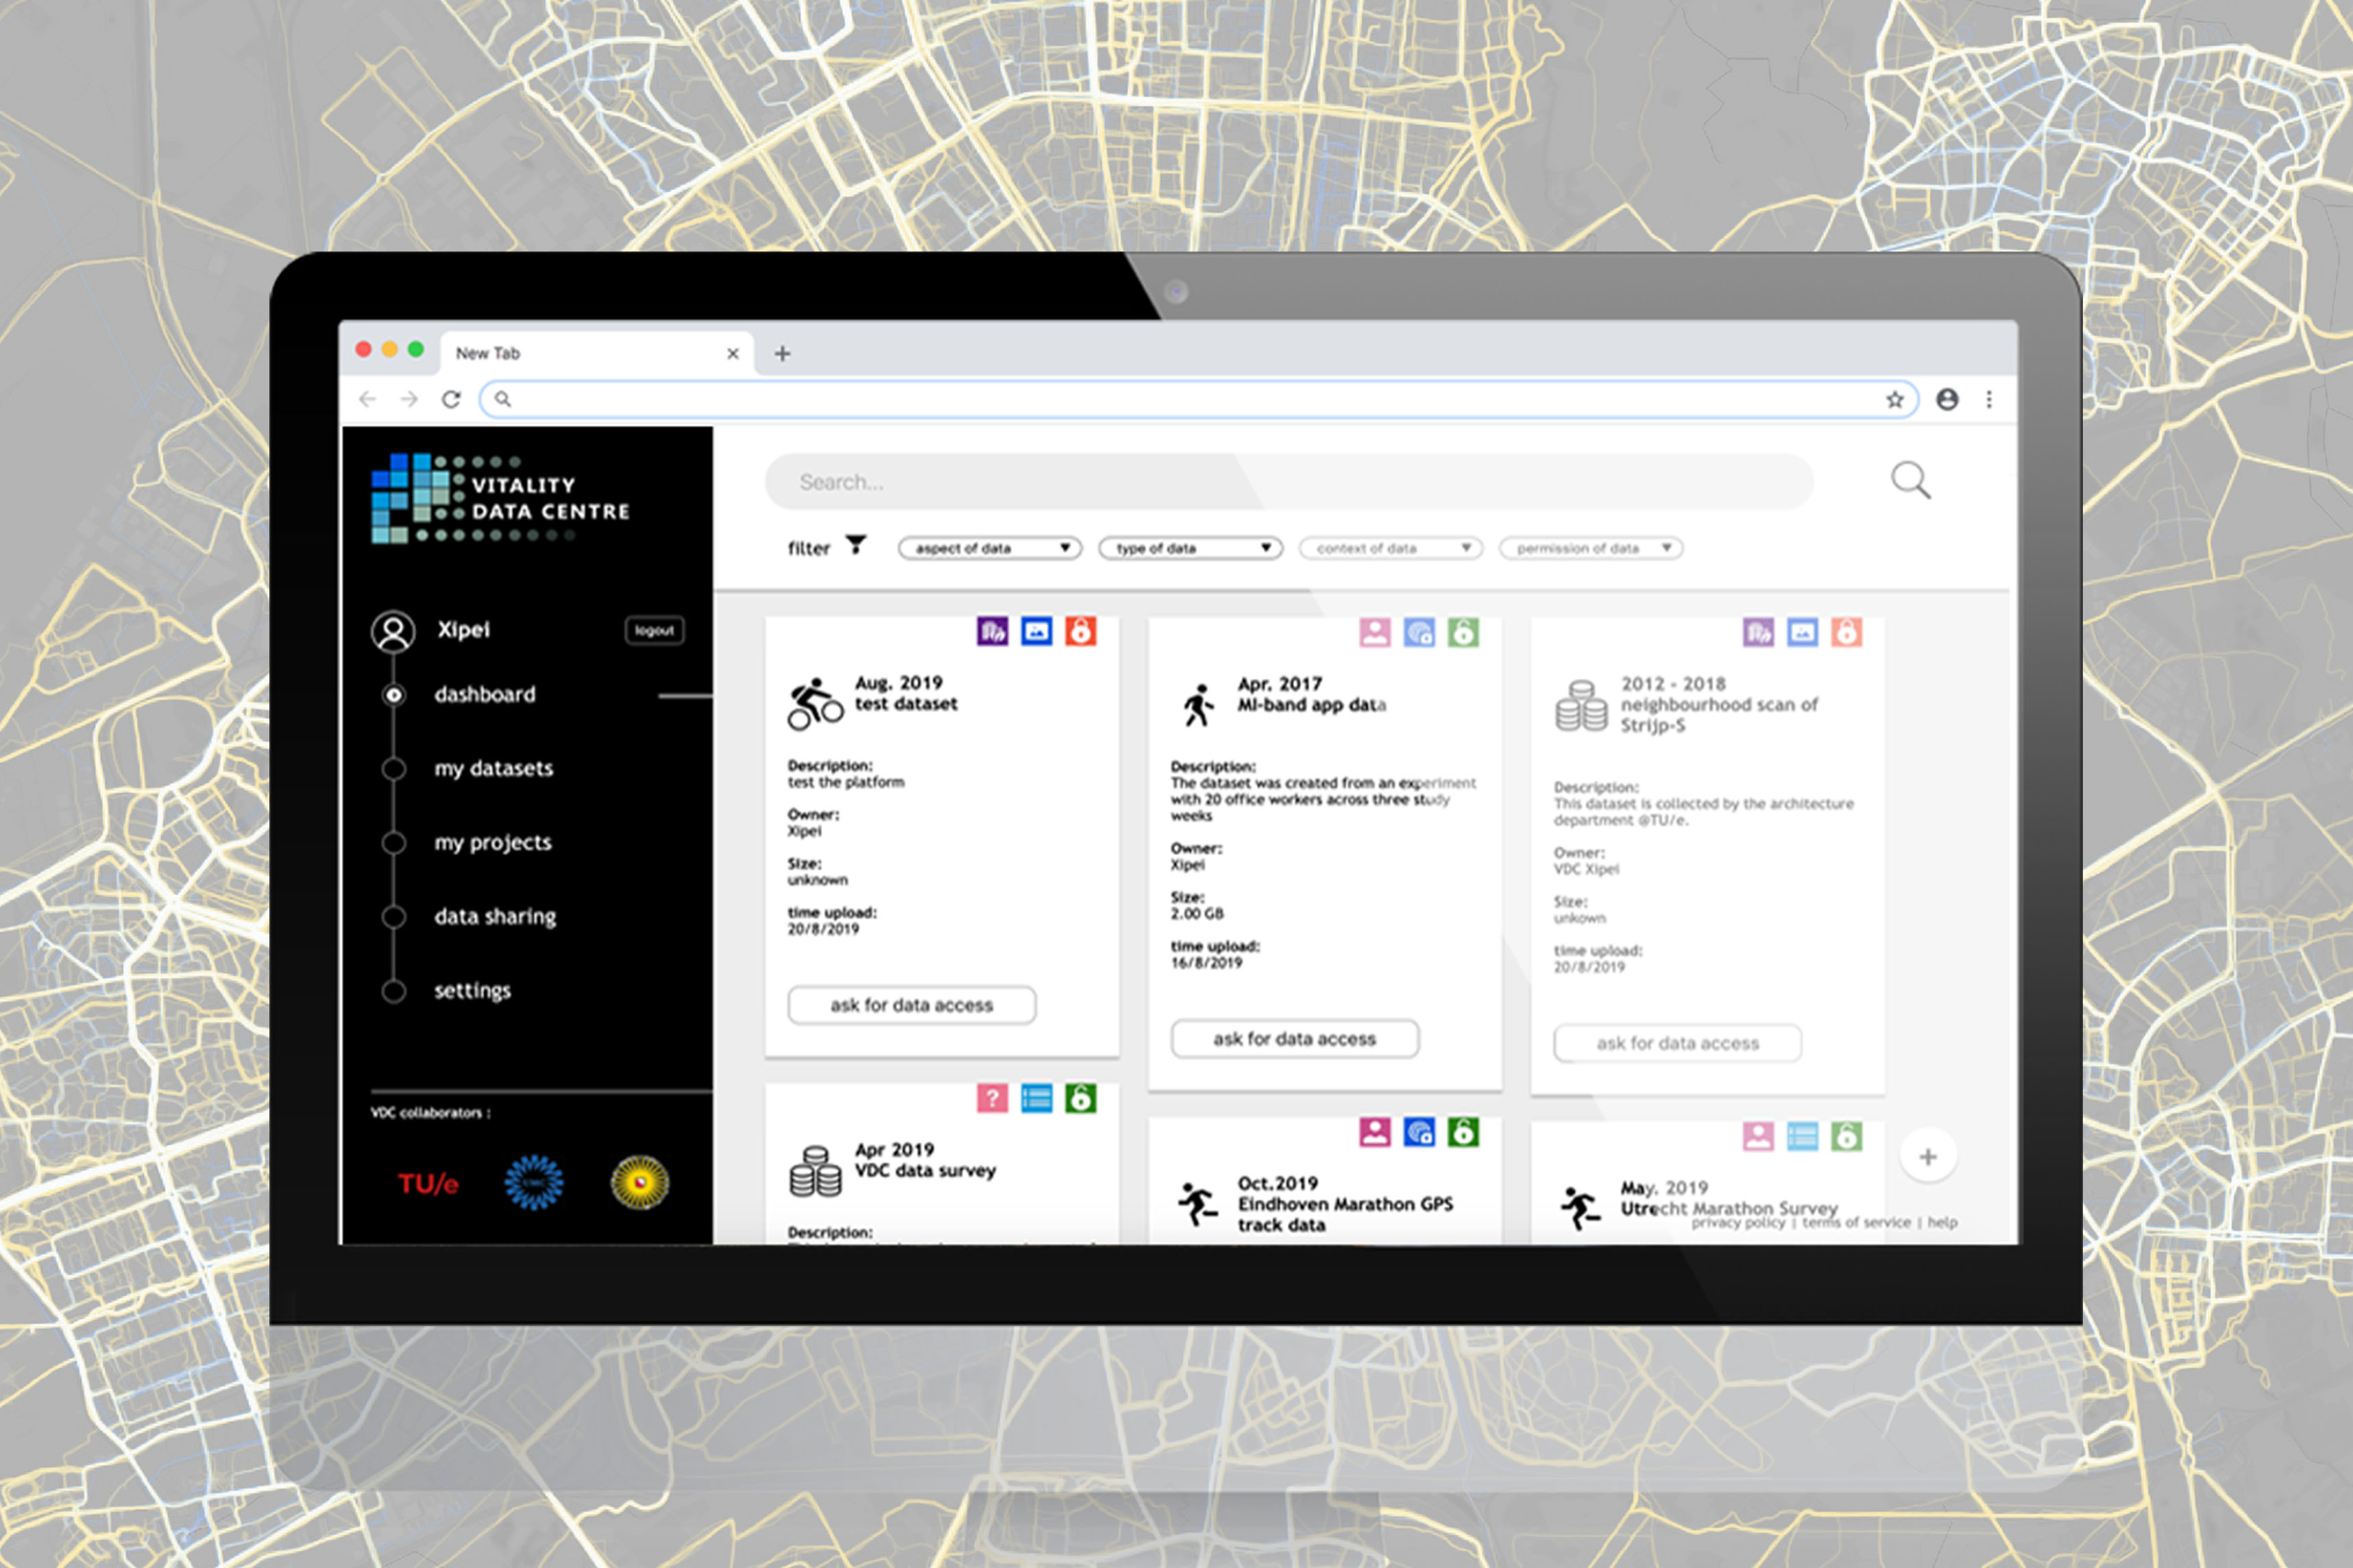 New Tab
VITALITY
DATA CENTRE
Xipei
logout
dashboard
my datasets
my projects
data sharing
settings
VDC collaborators :
TU/e
Search...
filter
aspect of data
type of data
context of data
permission of data
Aug. 2019
test dataset
Description:
test the platform
Owner:
Xipei
Size:
unknown
time upload:
20/8/2019
ask for data access
Apr. 2017
MI-band app data
Description:
The dataset was created from an experiment
with 20 office workers across three study
weeks
Owner:
Xipei
Size:
2.00 GB
time upload:
16/8/2019
ask for data access
2012 - 2018
neighbourhood scan of
Strijp-S
Description:
This dataset is collected by the architecture
department @TU/e.
Owner:
VDC Xipei
Size:
unkown
time upload:
20/8/2019
ask for data access
?
Apr 2019
VDC data survey
Description:
Oct.2019
Eindhoven Marathon GPS
track data
May. 2019
Utrecht Marathon Survey
+
privacy policy | terms of service | help